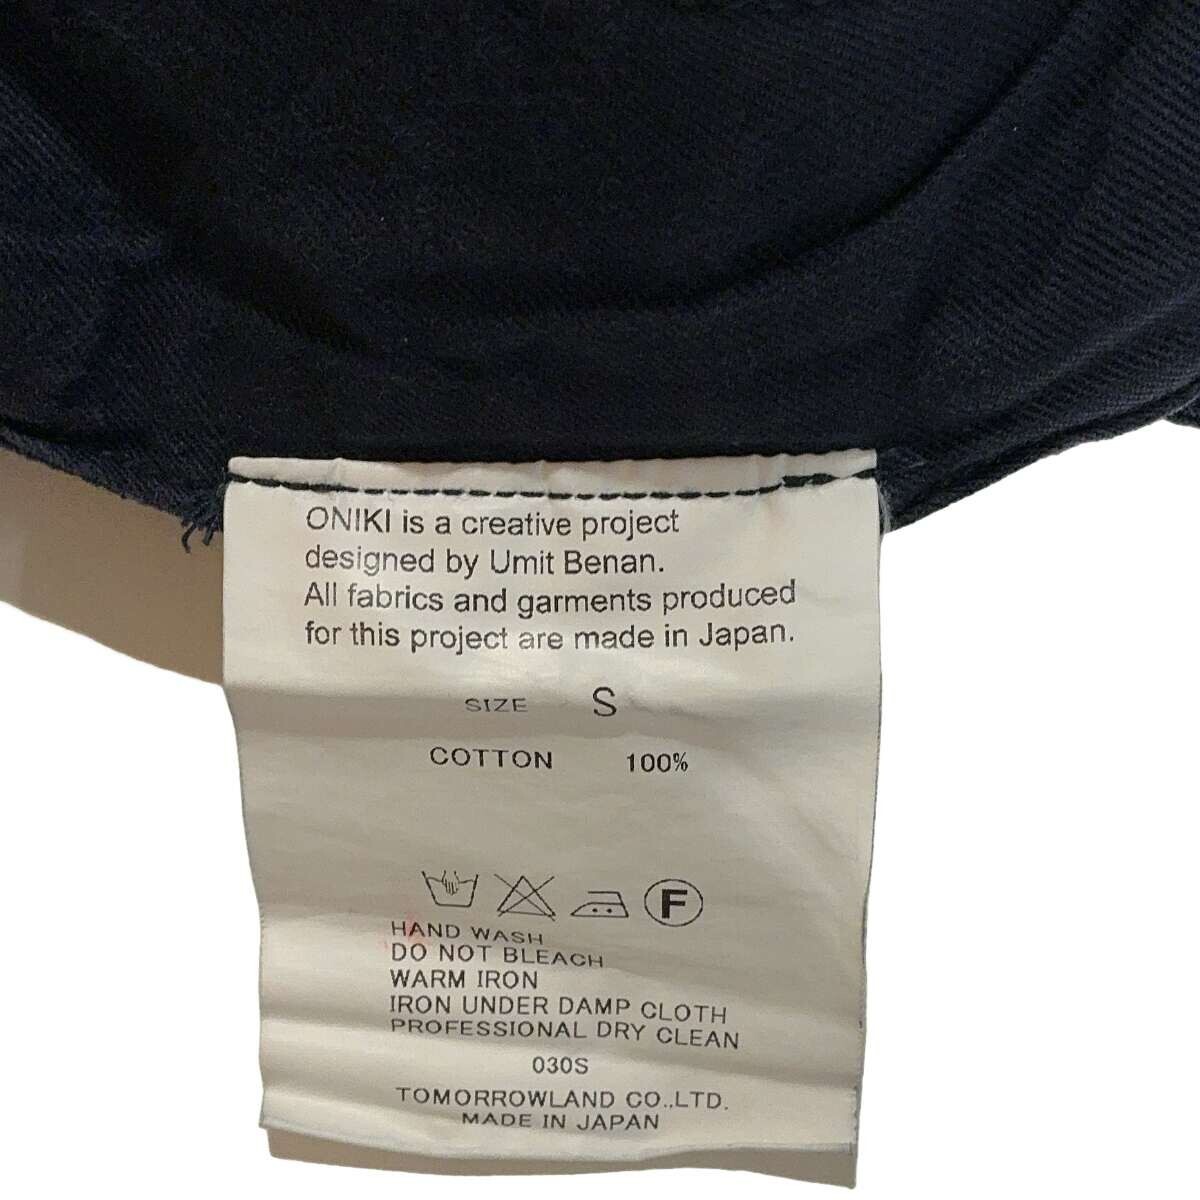 ONIKI is a creative project
designed by Umit Benan.
All fabrics and garments produced
for this project are made in Japan.
SIZE S
COTTON 100%
F
HAND WASH
DO NOT BLEACH
WARM IRON
IRON UNDER DAMP CLOTH
PROFESSIONAL DRY CLEAN
030S
TOMORROWLAND CO.,LTD.
MADE IN JAPAN